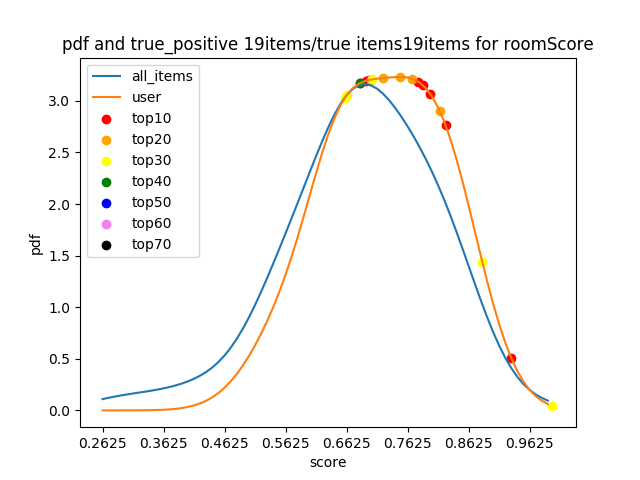 pdf and true_positive 19items/true items19items for roomScore
all_items
user
top10
top20
top30
top40
top50
top60
top70
pdf
3.0
2.5
2.0
1.5
1.0
0.5
0.0
0.2625 0.3625 0.4625 0.5625 0.6625 0.7625 0.8625 0.9625
score